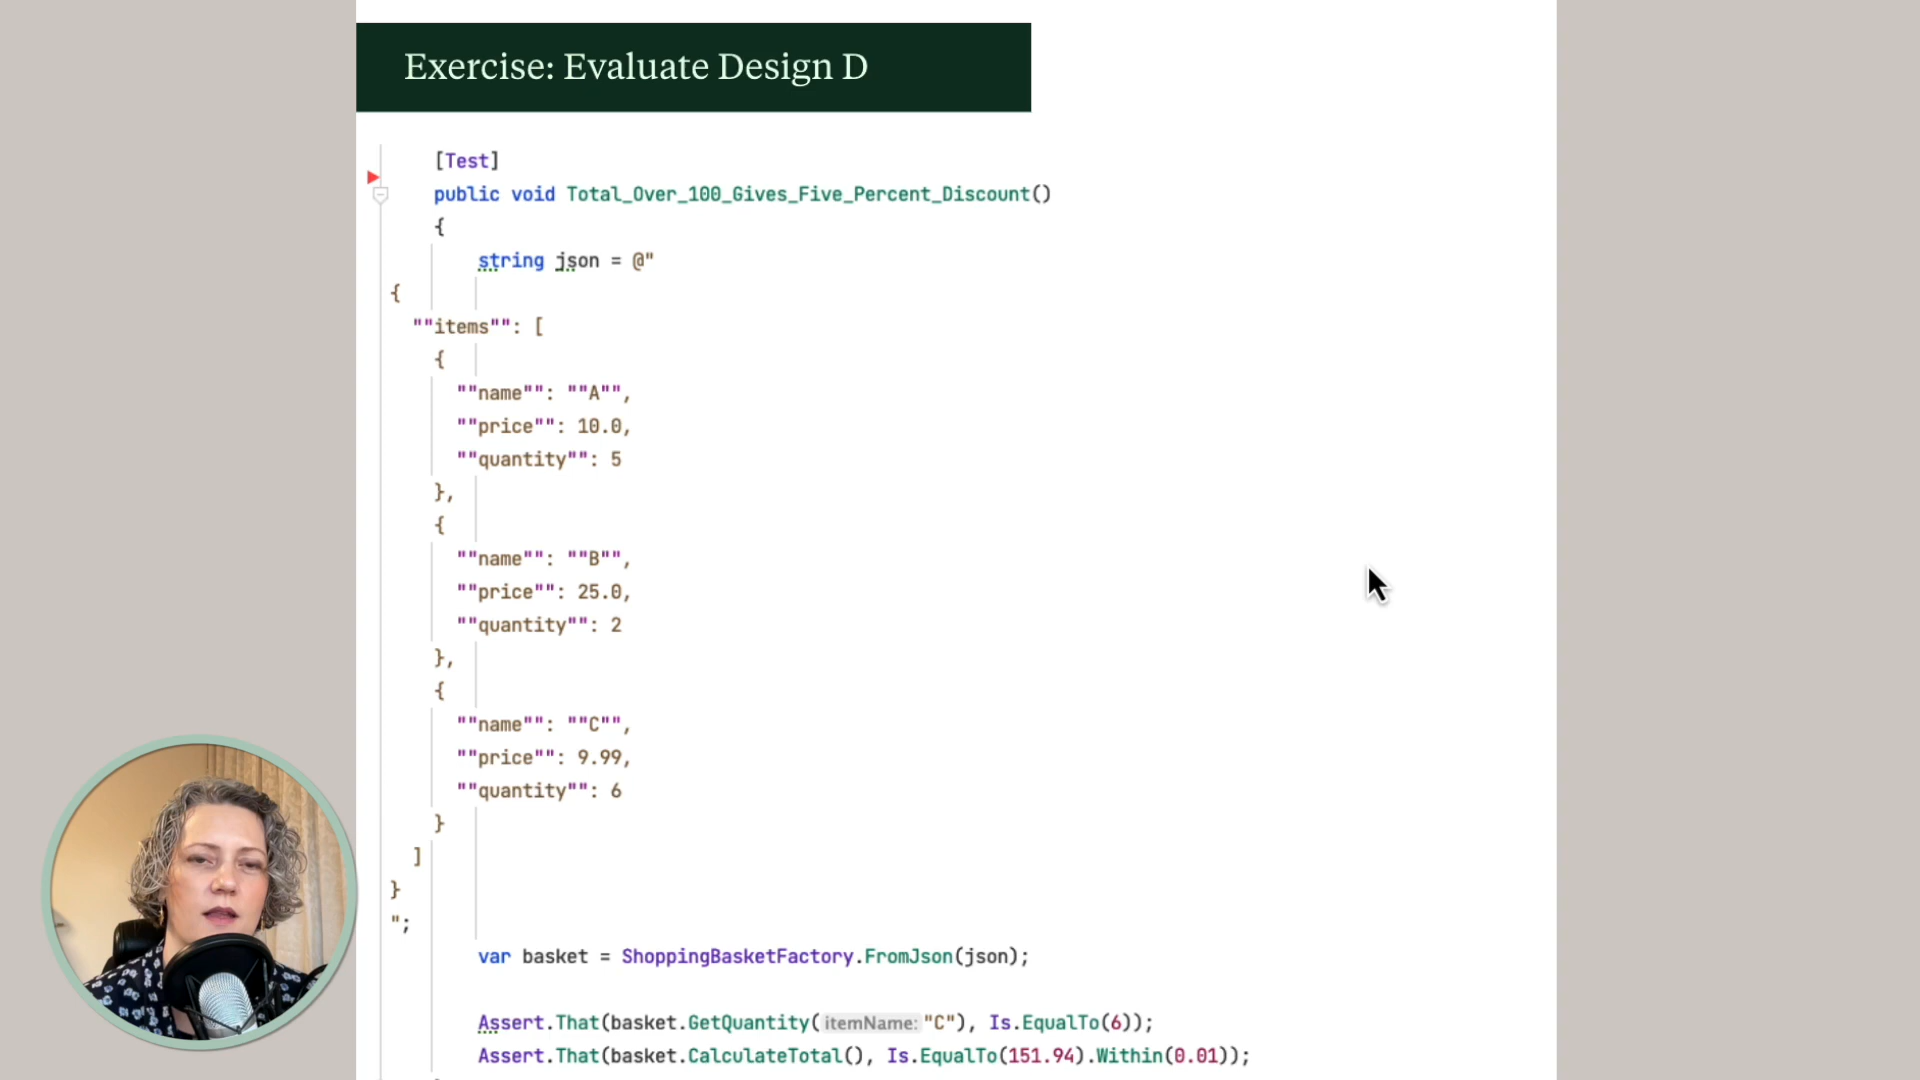 Exercise: Evaluate Design D
[Test]
public void Total_Over_100_Gives_Five_Percent_Discount()
{
string json = @"
{
""items"": [
{
""name"": ""A"",
""price"": 10.0,
""quantity"": 5
},
{
""name"": ""B"",
""price"": 25.0,
""quantity"": 2
},
{
""name"": ""C"",
""price"": 9.99,
""quantity"": 6
}
]
}
";
var basket = ShoppingBasketFactory.FromJson(json);
Assert.That(basket.GetQuantity(itemName:"C"), Is.EqualTo(6));
Assert.That(basket.CalculateTotal(), Is.EqualTo(151.94).Within(0.01));